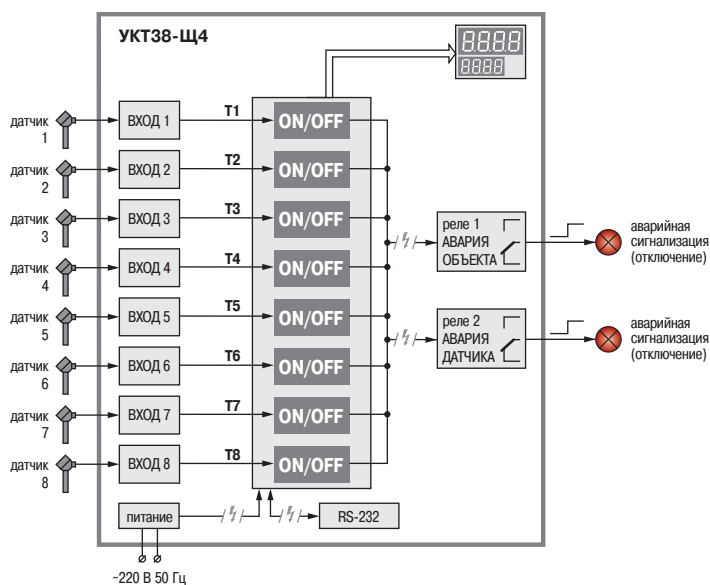 УКТ38-Щ4
8.8.8.8
8888
датчик
1
ВХОД 1
T1
ON/OFF
датчик
2
ВХОД 2
T2
ON/OFF
датчик
3
ВХОД 3
T3
ON/OFF
реле 1
АВАРИЯ
ОБЪЕКТА
аварийная
сигнализация
(отключение)
датчик
4
ВХОД 4
T4
ON/OFF
датчик
5
ВХОД 5
T5
ON/OFF
реле 2
АВАРИЯ
ДАТЧИКА
аварийная
сигнализация
(отключение)
датчик
6
ВХОД 6
T6
ON/OFF
датчик
7
ВХОД 7
T7
ON/OFF
датчик
8
ВХОД 8
T8
ON/OFF
питание
RS-232
~220 В 50 Гц